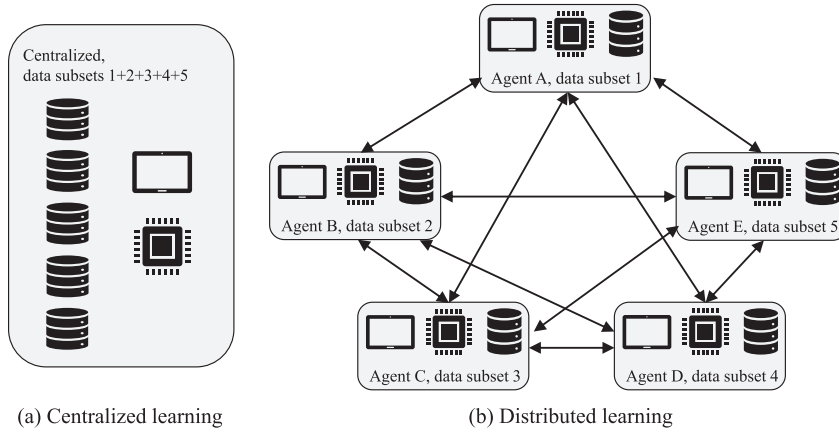 Centralized,
data subsets 1+2+3+4+5
Agent A, data subset 1
Agent B, data subset 2
Agent E, data subset 5
Agent C, data subset 3
Agent D, data subset 4
(a) Centralized learning
(b) Distributed learning